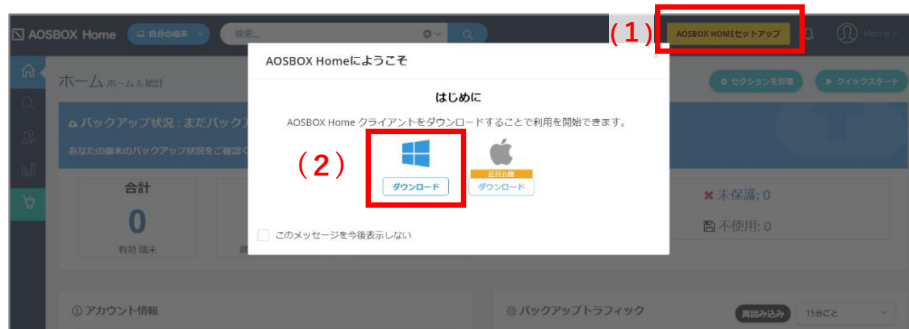 AOSBOX Home
自分の端末
検索...
(1)
AOSBOX HOMEセットアップ
Home
ホーム ホーム & 統計
セクションを管理
クイックスタート
AOSBOX Homeにようこそ
はじめに
AOSBOX Home クライアントをダウンロードすることで利用を開始できます。
バックアップ状況 : まだバックア
あなたの端末のバックアップ状況をご確認く
(2)
ダウンロード
近日公開
ダウンロード
合計
0
有効 端末
未保護: 0
不使用: 0
このメッセージを今後表示しない
アカウント情報
バックアップトラフィック
再読み込み
15分ごと